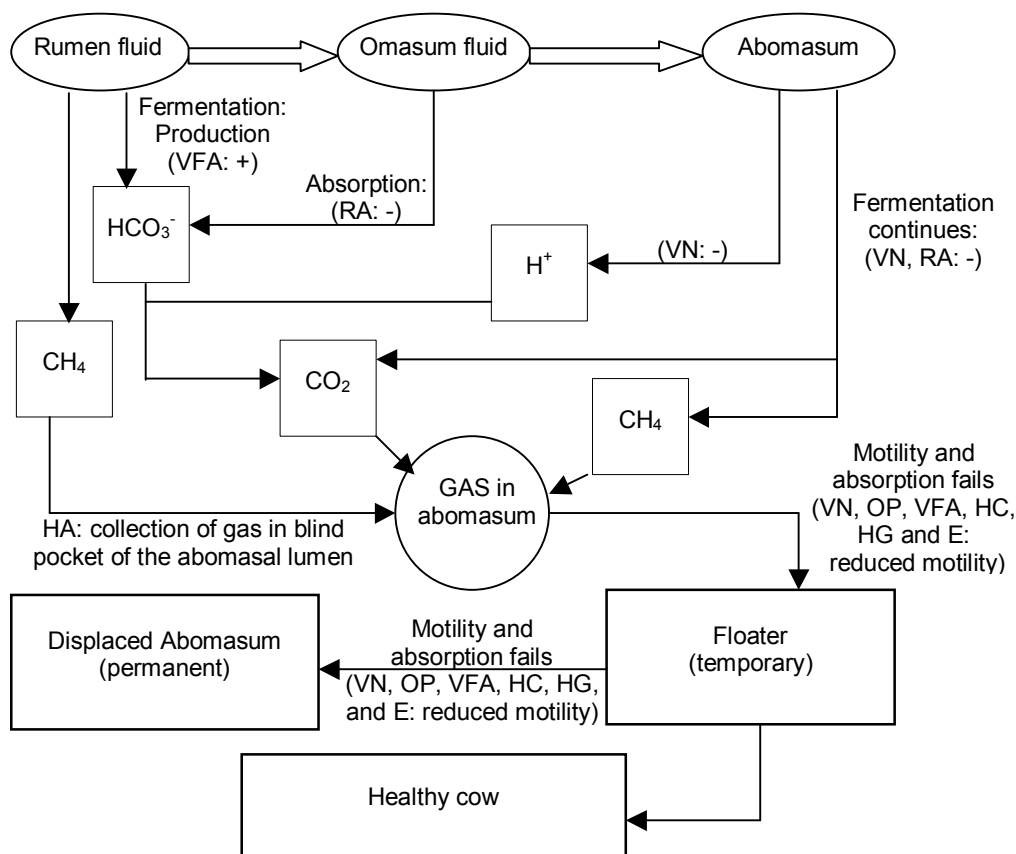 Rumen fluid
Omasum fluid
Abomasum
Fermentation:
Production
(VFA: +)
Absorption:
(RA: -)
HCO₃⁻
Fermentation
continues:
(VN, RA: -)
H⁺
(VN: -)
CH₄
CO₂
CH₄
GAS in
abomasum
Motility and
absorption fails
(VN, OP, VFA, HC,
HG and E:
reduced motility)
HA: collection of gas in blind
pocket of the abomasal lumen
Displaced Abomasum
(permanent)
Motility and
absorption fails
(VN, OP, VFA, HC, HG,
and E: reduced motility)
Floater
(temporary)
Healthy cow